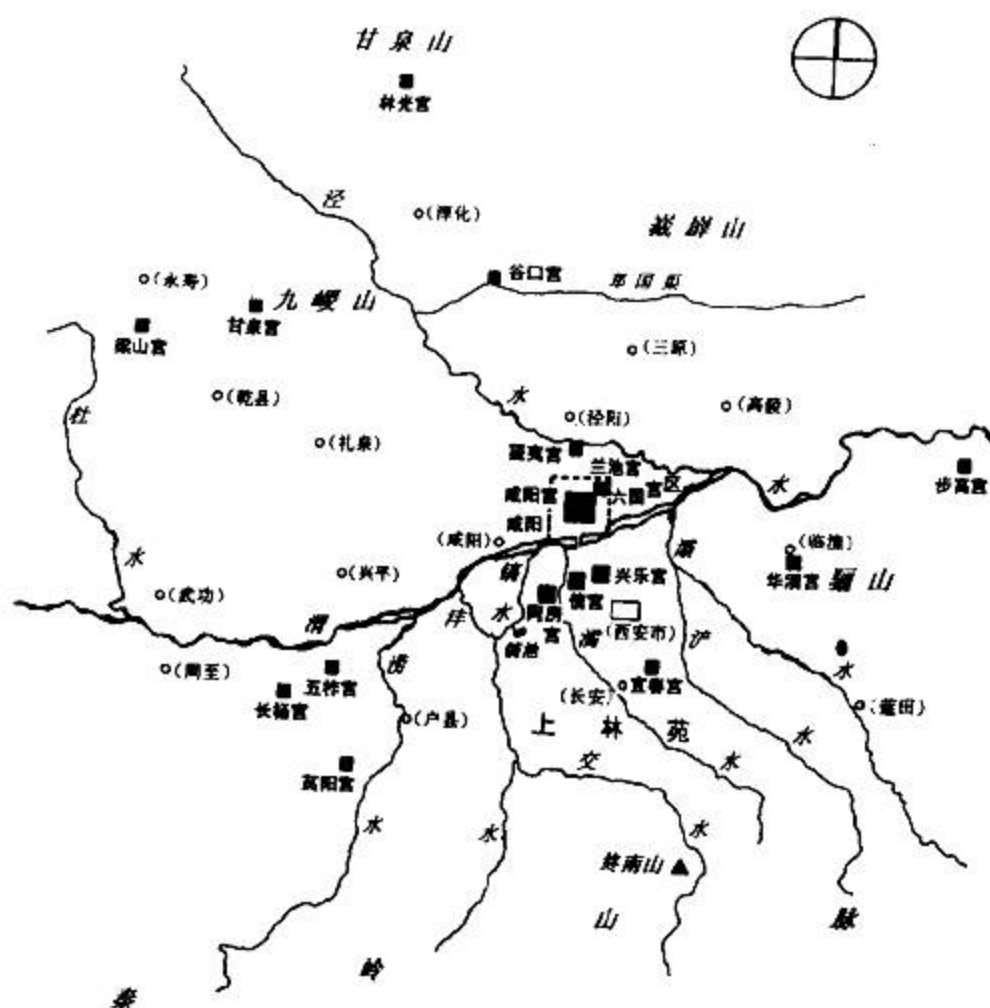 甘泉山
林光宫
泾
(淳化)
嵯峨山
(永寿)
谷口宫
郑国渠
九嵕山
甘泉宫
梁山宫
(三原)
杜
(乾县)
水
(泾阳)
(高陵)
(礼泉)
望夷宫
兰池宫
咸阳宫
六国宫区
水
步高宫
咸阳
(咸阳)
水
(兴平)
镐
兴乐宫
灞
(临潼)
华清宫
骊山
(武功)
渭
沣
水
阿房宫
信宫
(西安市)
镐池
浐
(周至)
五柞宫
涝
(长安)
宜春宫
水
长杨宫
(户县)
上林苑
(蓝田)
萯阳宫
交
水
水
水
水
水
终南山
山
脉
岭
秦